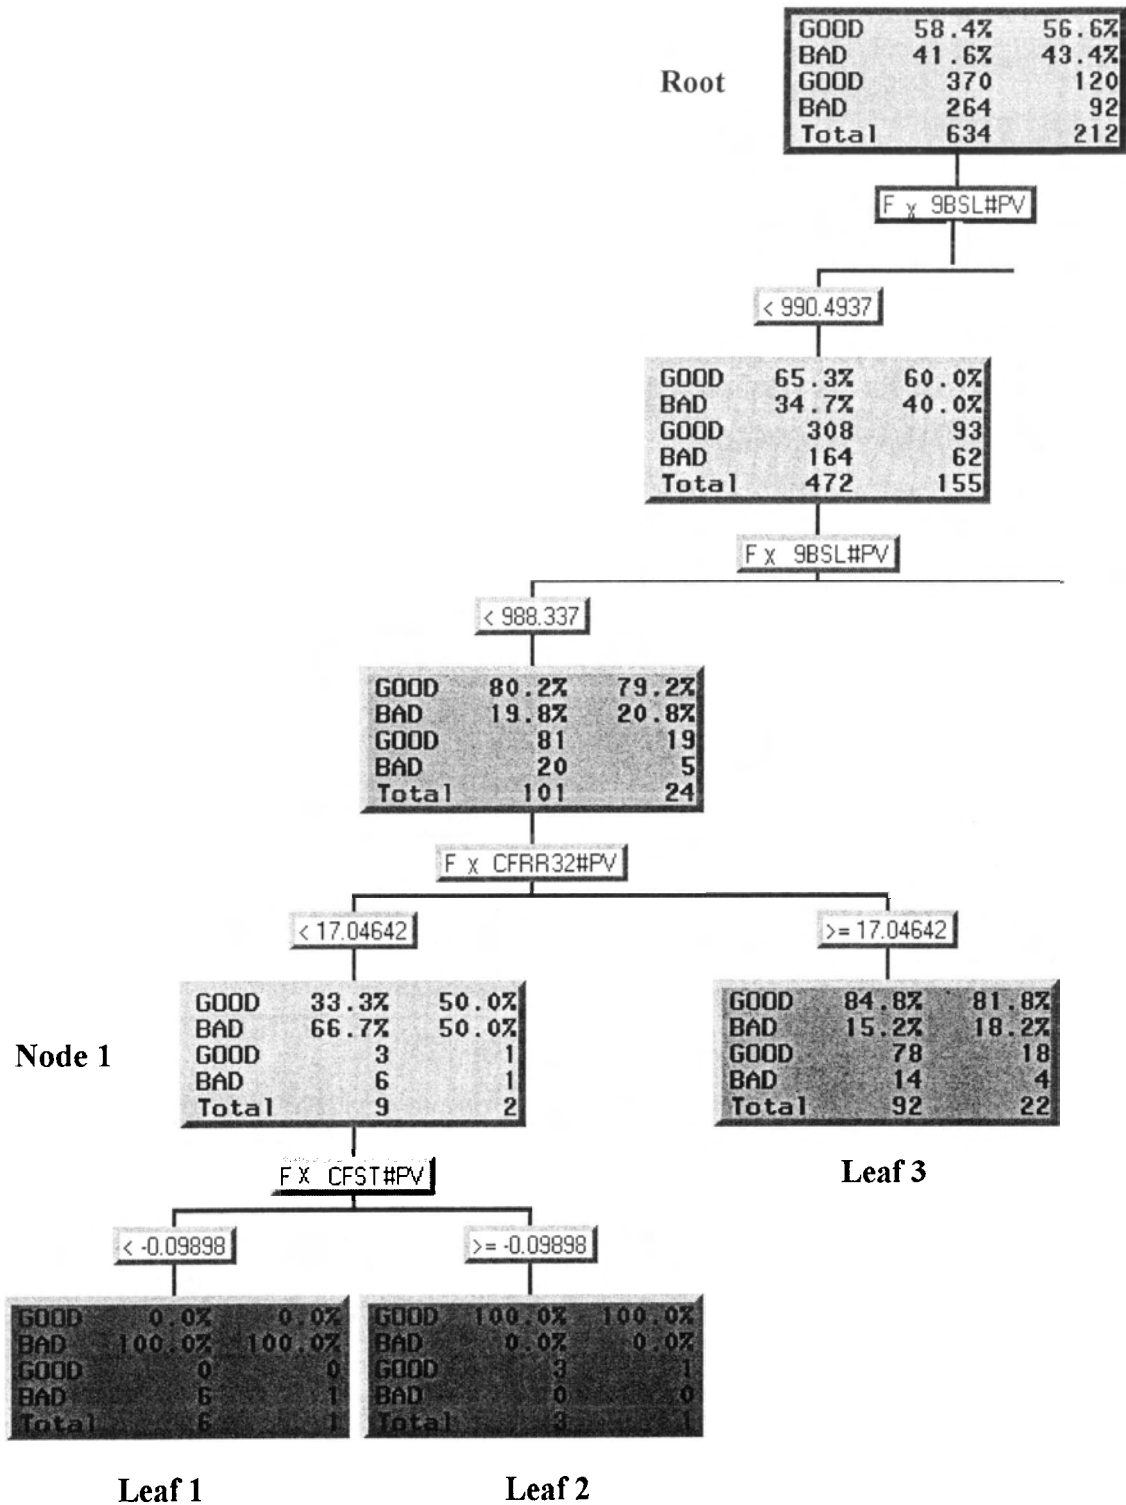 GOOD 58.4% 56.6%
BAD 41.6% 43.4%
GOOD 370 120
BAD 264 92
Total 634 212
Root
F χ 9BSL#PV
< 990.4937
GOOD 65.3% 60.0%
BAD 34.7% 40.0%
GOOD 308 93
BAD 164 62
Total 472 155
F χ 9BSL#PV
< 988.337
GOOD 80.2% 79.2%
BAD 19.8% 20.8%
GOOD 81 19
BAD 20 5
Total 101 24
F χ CFRR32#PV
< 17.04642
>= 17.04642
GOOD 33.3% 50.0%
BAD 66.7% 50.0%
GOOD 3 1
BAD 6 1
Total 9 2
Node 1
GOOD 84.8% 81.8%
BAD 15.2% 18.2%
GOOD 78 18
BAD 14 4
Total 92 22
Leaf 3
F X CFST#PV
< -0.09898
>= -0.09898
GOOD 0.0% 0.0%
BAD 100.0% 100.0%
GOOD 0 0
BAD 6 1
Total 6 1
Leaf 1
GOOD 100.0% 100.0%
BAD 0.0% 0.0%
GOOD 3 1
BAD 0 0
Total 3 1
Leaf 2